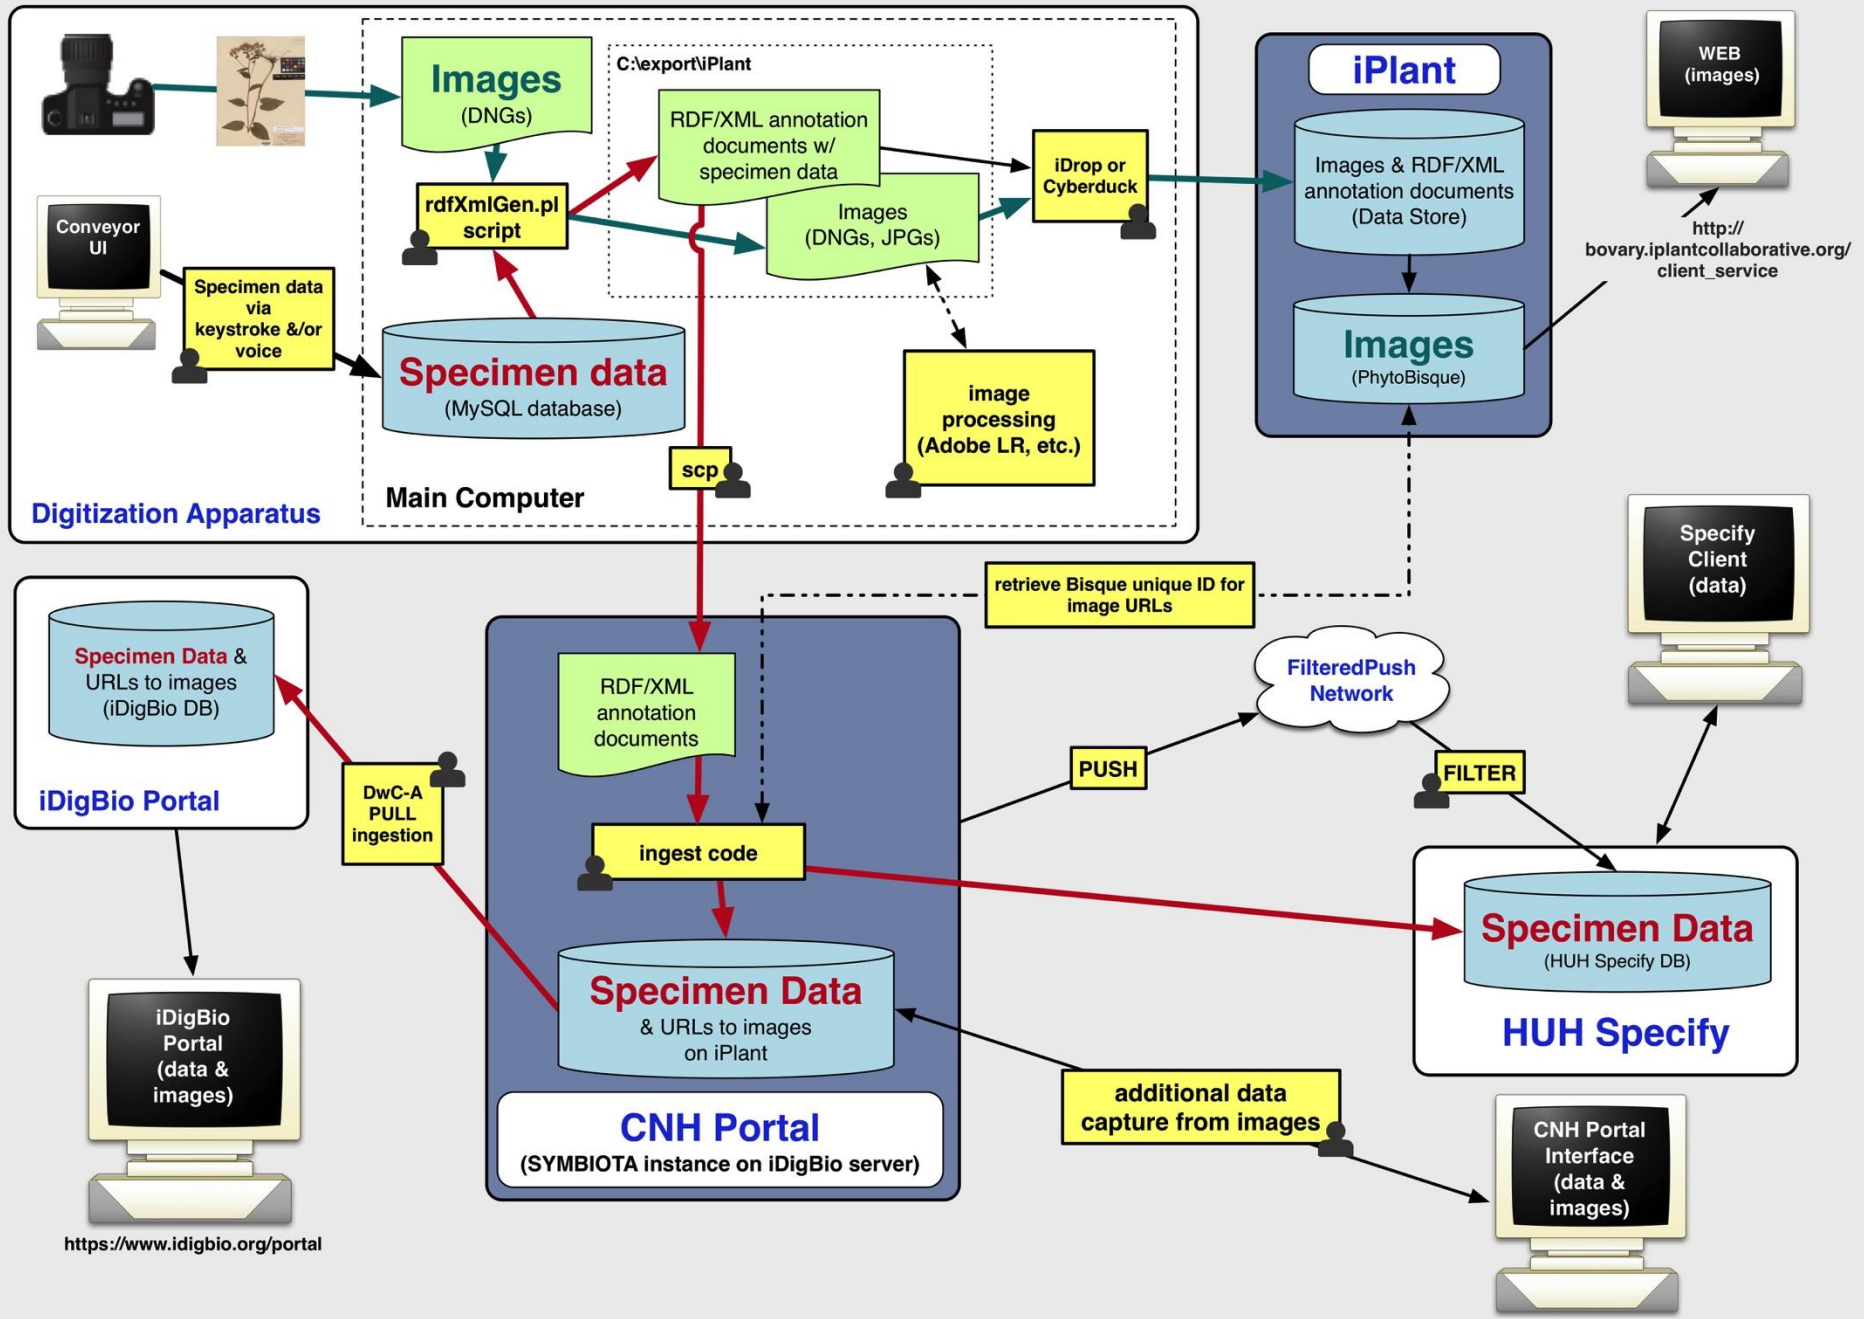 Images
(DNGs)
C:\export\iPlant
RDF/XML annotation
documents w/
specimen data
Images
(DNGs, JPGs)
iDrop or
Cyberduck
rdfXmlGen.pl
script
Conveyor
UI
Specimen data
via
keystroke &/or
voice
Specimen data
(MySQL database)
image
processing
(Adobe LR, etc.)
scp
Main Computer
Digitization Apparatus
iPlant
Images & RDF/XML
annotation documents
(Data Store)
Images
(PhytoBisque)
WEB
(images)
http://
bovary.iplantcollaborative.org/
client_service
Specify
Client
(data)
retrieve Bisque unique ID for
image URLs
Specimen Data &
URLs to images
(iDigBio DB)
iDigBio Portal
DwC-A
PULL
ingestion
RDF/XML
annotation
documents
ingest code
Specimen Data
& URLs to images
on iPlant
CNH Portal
(SYMBIOTA instance on iDigBio server)
FilteredPush
Network
PUSH
FILTER
Specimen Data
(HUH Specify DB)
HUH Specify
additional data
capture from images
CNH Portal
Interface
(data &
images)
iDigBio
Portal
(data &
images)
https://www.idigbio.org/portal